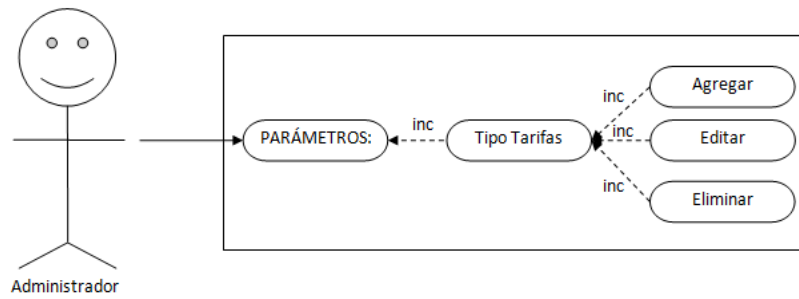 Agregar
inc
PARÁMETROS:
inc
Tipo Tarifas
inc
Editar
inc
Eliminar
Administrador